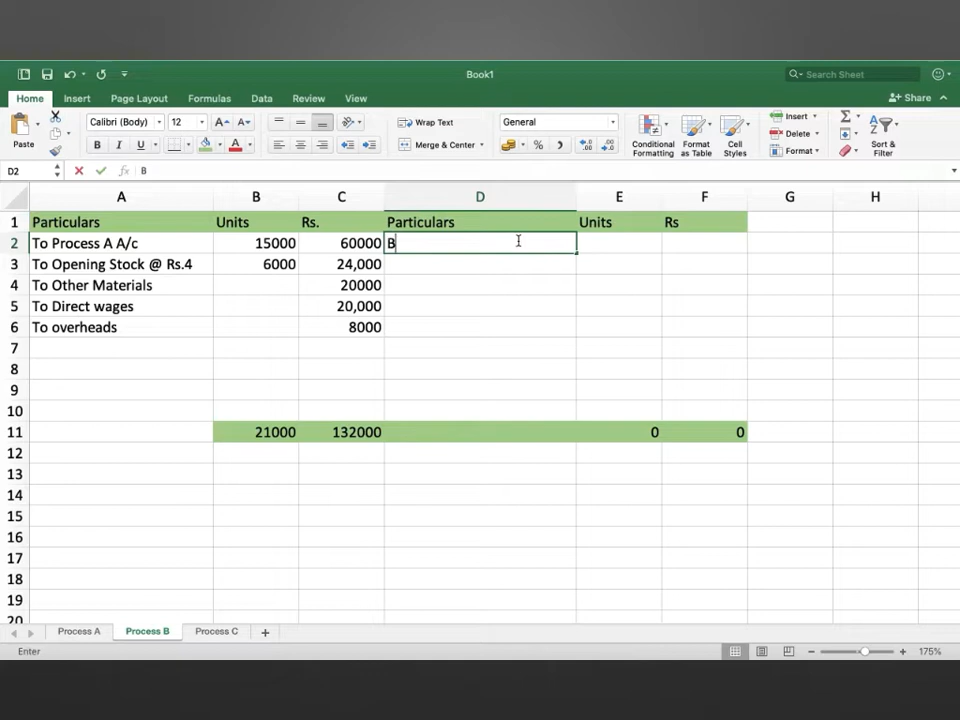 Book1
Search Sheet
Home Insert Page Layout Formulas Data Review View Share
Paste Calibri (Body) 12 A A Wrap Text General Conditional Formatting Format as Table Cell Styles Insert Delete Format Sort & Filter
B I U A Merge & Center %
D2 fx B
A B C D E F G H
1 Particulars Units Rs. Particulars Units Rs
2 To Process A A/c 15000 60000 B
3 To Opening Stock @ Rs.4 6000 24,000
4 To Other Materials 20000
5 To Direct wages 20,000
6 To overheads 8000
7
8
9
10
11 21000 132000 0 0
12
13
14
15
16
17
18
19
20
Process A Process B Process C +
Enter 175%